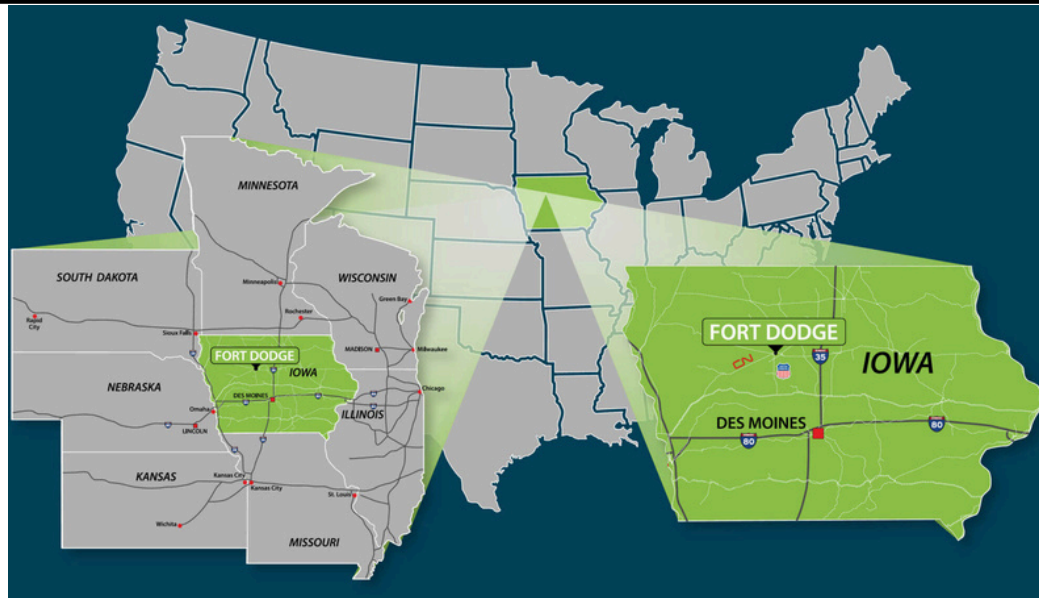 MINNESOTA
SOUTH DAKOTA
WISCONSIN
Minneapolis
Green Bay
Rapid
City
Rochester
Sioux Falls
MADISON
Milwaukee
FORT DODGE
IOWA
NEBRASKA
Chicago
DES MOINES
Omaha
ILLINOIS
LINCOLN
KANSAS
Kansas City
Kansas City
St. Louis
Wichita
MISSOURI
FORT DODGE
35
IOWA
CN
DES MOINES
80
80